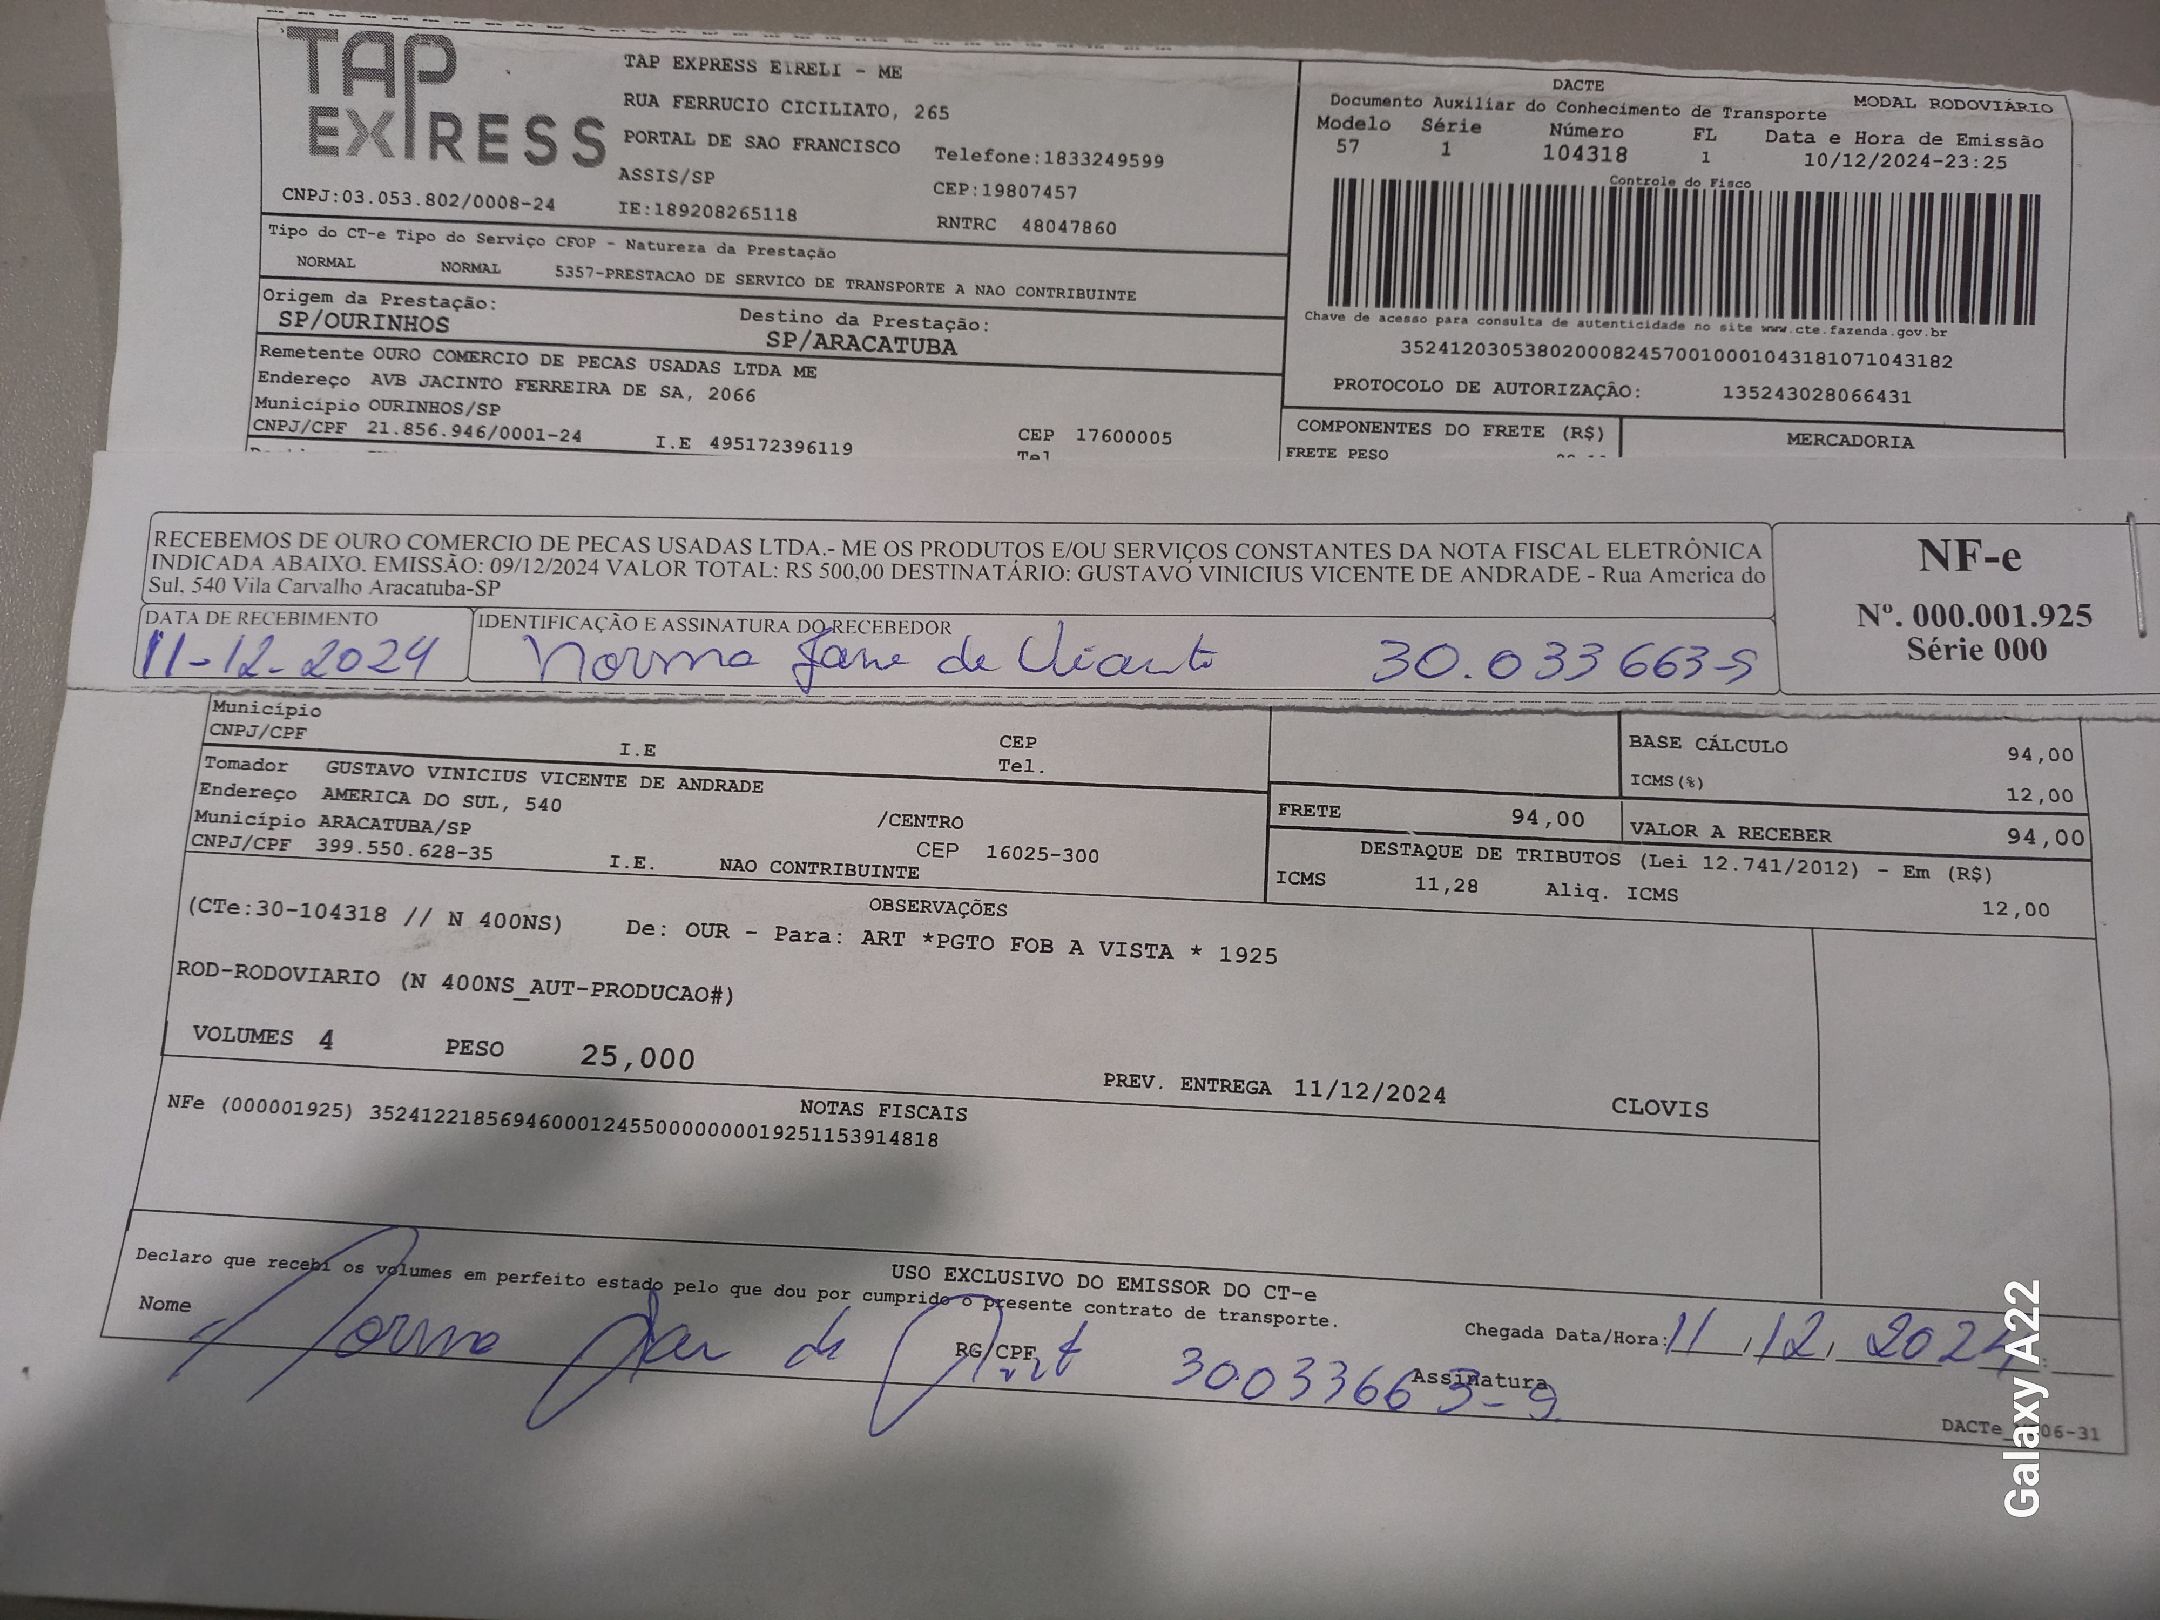 TAP EXPRESS
TAP EXPRESS EIRELI - ME
RUA FERRUCIO CICILIATO, 265
PORTAL DE SAO FRANCISCO Telefone:1833249599
ASSIS/SP CEP:19807457
CNPJ:03.053.802/0008-24 IE:189208265118 RNTRC 48047860
DACTE MODAL RODOVIÁRIO
Documento Auxiliar do Conhecimento de Transporte
Modelo Série Número FL Data e Hora de Emissão
57 1 104318 1 10/12/2024-23:25
Controle do Fisco
Chave de acesso para consulta de autenticidade no site www.cte.fazenda.gov.br
35241203053802000824570010001043181071043182
PROTOCOLO DE AUTORIZAÇÃO: 135243028066431
Tipo do CT-e Tipo do Serviço CFOP - Natureza da Prestação
NORMAL NORMAL 5357-PRESTACAO DE SERVICO DE TRANSPORTE A NAO CONTRIBUINTE
Origem da Prestação: Destino da Prestação:
SP/OURINHOS SP/ARACATUBA
Remetente OURO COMERCIO DE PECAS USADAS LTDA ME
Endereço AVB JACINTO FERREIRA DE SA, 2066
Município OURINHOS/SP
CNPJ/CPF 21.856.946/0001-24 I.E 495172396119 CEP 17600005
Tel
COMPONENTES DO FRETE (R$) MERCADORIA
FRETE PESO
RECEBEMOS DE OURO COMERCIO DE PECAS USADAS LTDA.- ME OS PRODUTOS E/OU SERVIÇOS CONSTANTES DA NOTA FISCAL ELETRÔNICA
INDICADA ABAIXO. EMISSÃO: 09/12/2024 VALOR TOTAL: R$ 500,00 DESTINATÁRIO: GUSTAVO VINICIUS VICENTE DE ANDRADE - Rua America do
Sul, 540 Vila Carvalho Aracatuba-SP
NF-e
Nº. 000.001.925
Série 000
DATA DE RECEBIMENTO IDENTIFICAÇÃO E ASSINATURA DO RECEBEDOR
11-12-2024 Norma Jane de 30.033663-9
Município
CNPJ/CPF I.E CEP
Tel.
Tomador GUSTAVO VINICIUS VICENTE DE ANDRADE
Endereço AMERICA DO SUL, 540 /CENTRO
Município ARACATUBA/SP CEP 16025-300
CNPJ/CPF 399.550.628-35 I.E. NAO CONTRIBUINTE
BASE CÁLCULO 94,00
ICMS(%) 12,00
FRETE 94,00 VALOR A RECEBER 94,00
DESTAQUE DE TRIBUTOS (Lei 12.741/2012) - Em (R$)
ICMS 11,28 Aliq. ICMS 12,00
OBSERVAÇÕES
(CTe:30-104318 // N 400NS) De: OUR - Para: ART *PGTO FOB A VISTA * 1925
ROD-RODOVIARIO (N 400NS_AUT-PRODUCAO#)
VOLUMES 4 PESO 25,000 PREV. ENTREGA 11/12/2024 CLOVIS
NOTAS FISCAIS
NFe (000001925) 35241221856946000124550000000019251153914818
USO EXCLUSIVO DO EMISSOR DO CT-e
Declaro que recebi os volumes em perfeito estado pelo que dou por cumprido o presente contrato de transporte.
Nome Norma Jane de RG/CPF 30033663-9 Assinatura
Chegada Data/Hora: 11/12/2024
Galaxy A22